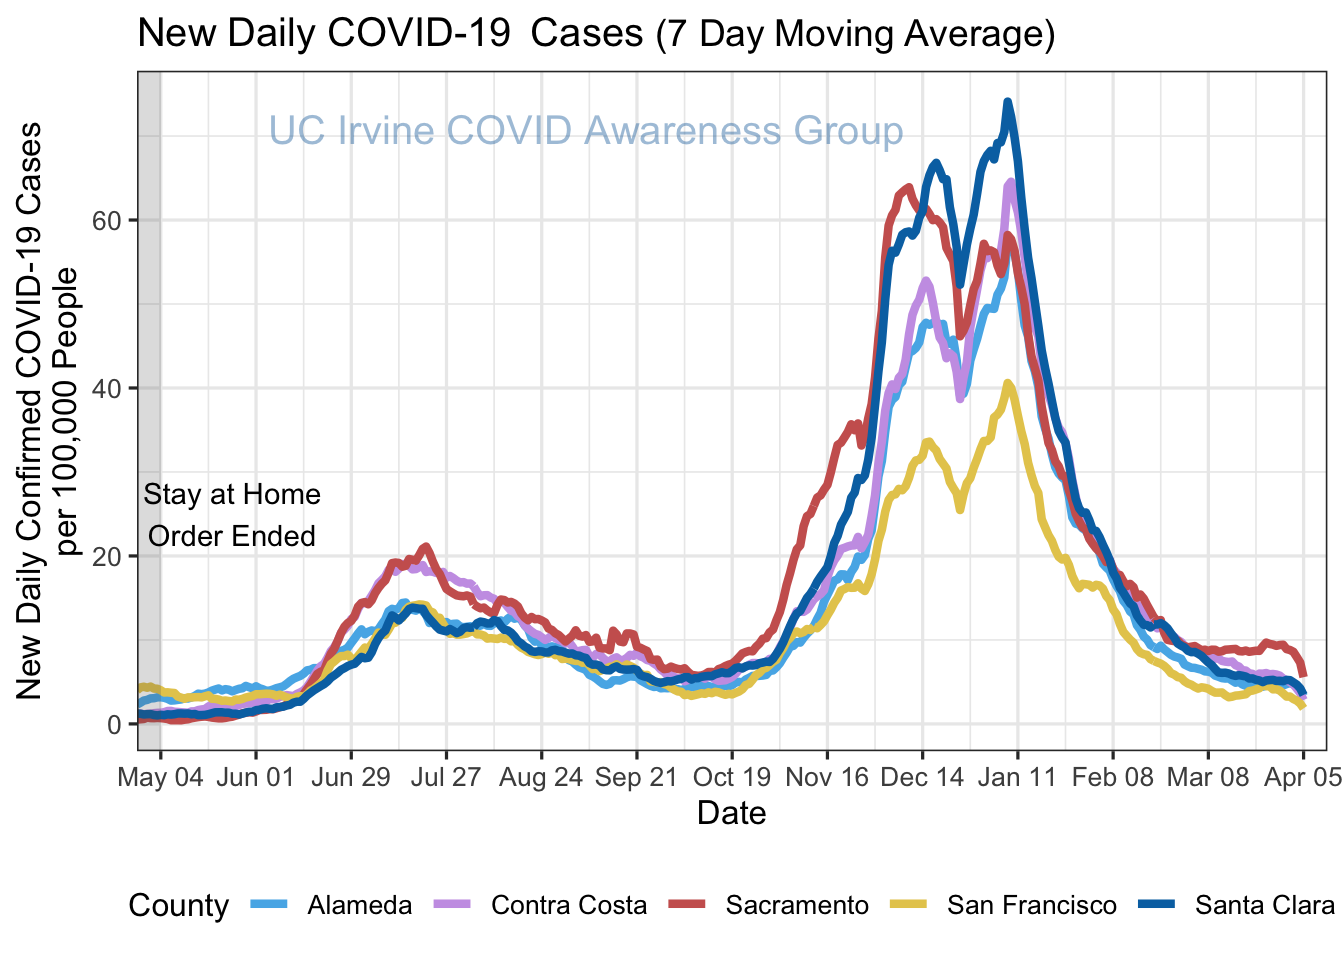 New Daily COVID-19 Cases (7 Day Moving Average)
UC Irvine COVID Awareness Group
New Daily Confirmed COVID-19 Cases
per 100,000 People
60
40
20
0
Stay at Home
Order Ended
May 04 Jun 01 Jun 29 Jul 27 Aug 24 Sep 21 Oct 19 Nov 16 Dec 14 Jan 11 Feb 08 Mar 08 Apr 05
Date
County Alameda Contra Costa Sacramento San Francisco Santa Clara